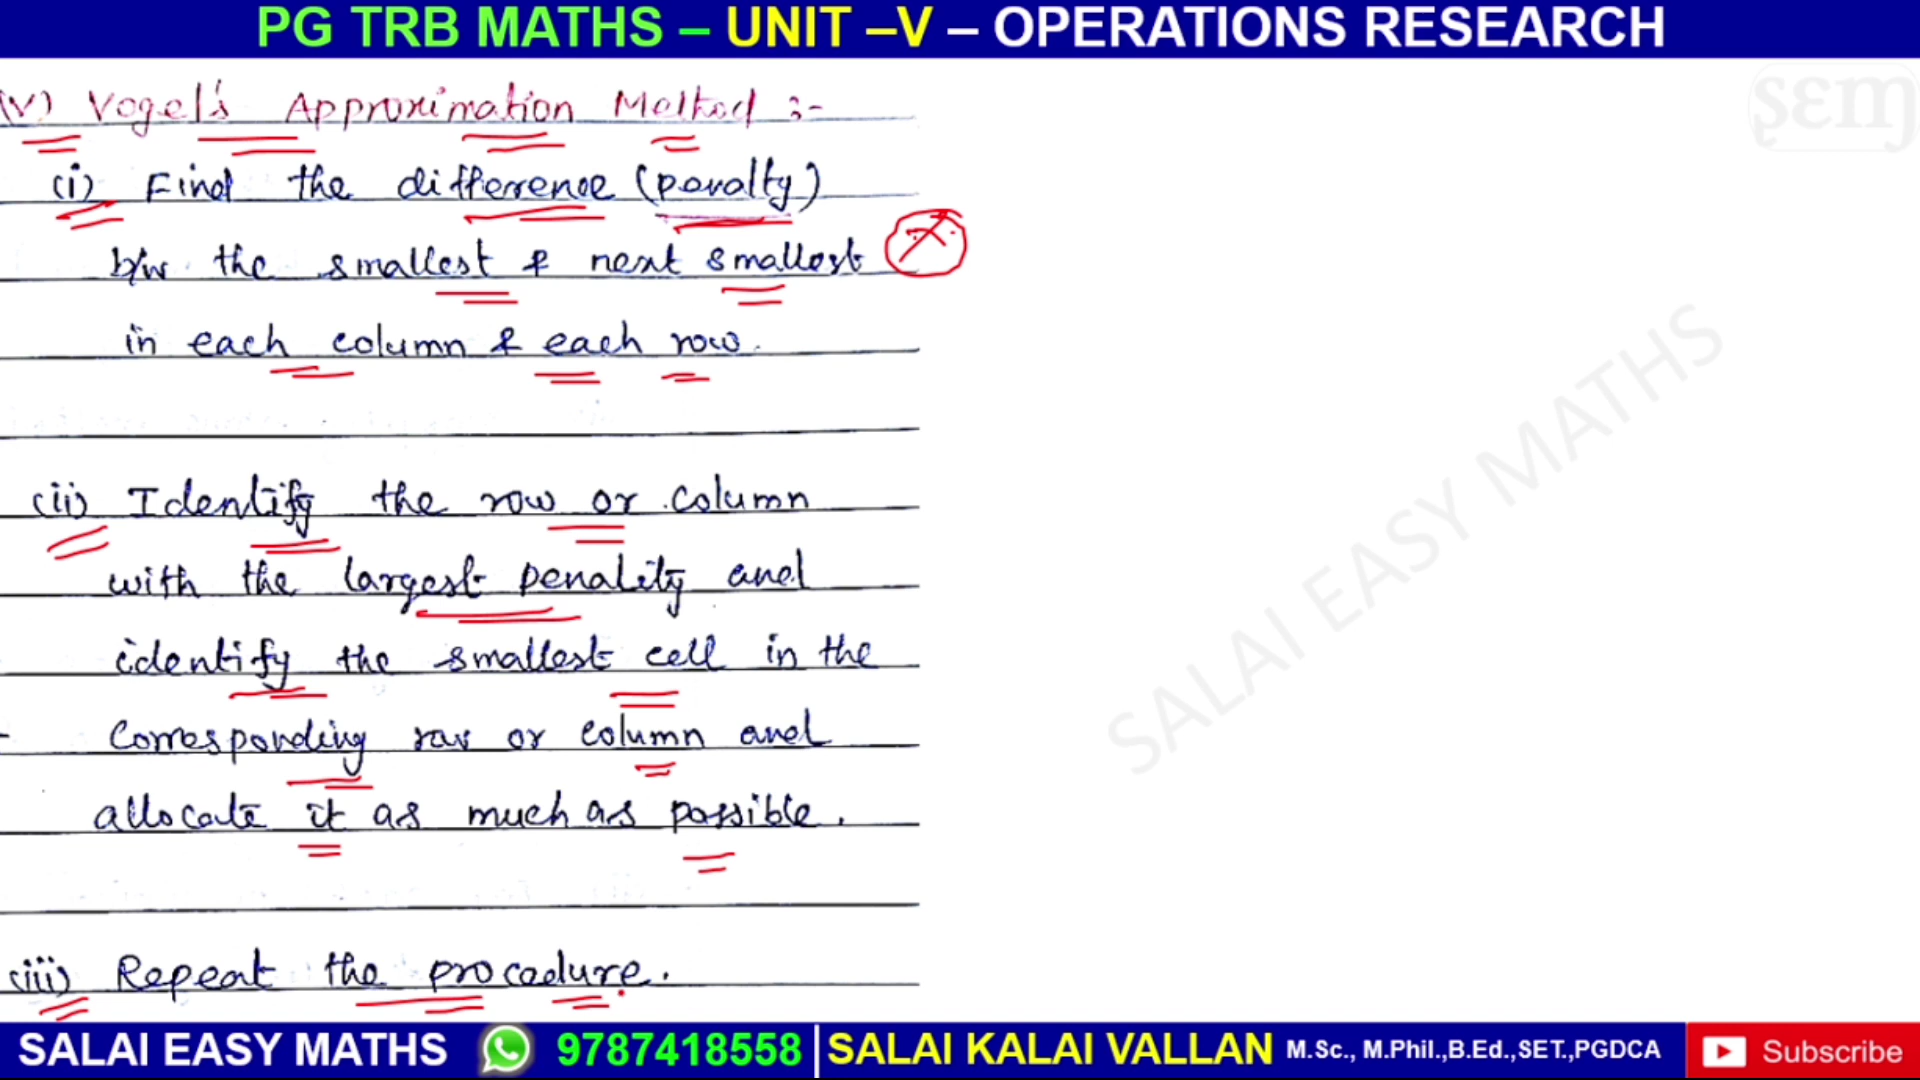 PG TRB MATHS – UNIT –V – OPERATIONS RESEARCH
sεm
(V) Vogel's Approximation Method :-
(i) Find the difference (penalty)
b/w the smallest & next smallest
in each column & each row.
(ii) Identify the row or column
with the largest penality and
identify the smallest cell in the
Corresponding row or column and
allocate it as much as possible.
(iii) Repeat the procedure.
SALAI EASY MATHS
SALAI EASY MATHS 9787418558 SALAI KALAI VALLAN M.Sc., M.Phil.,B.Ed.,SET.,PGDCA Subscribe